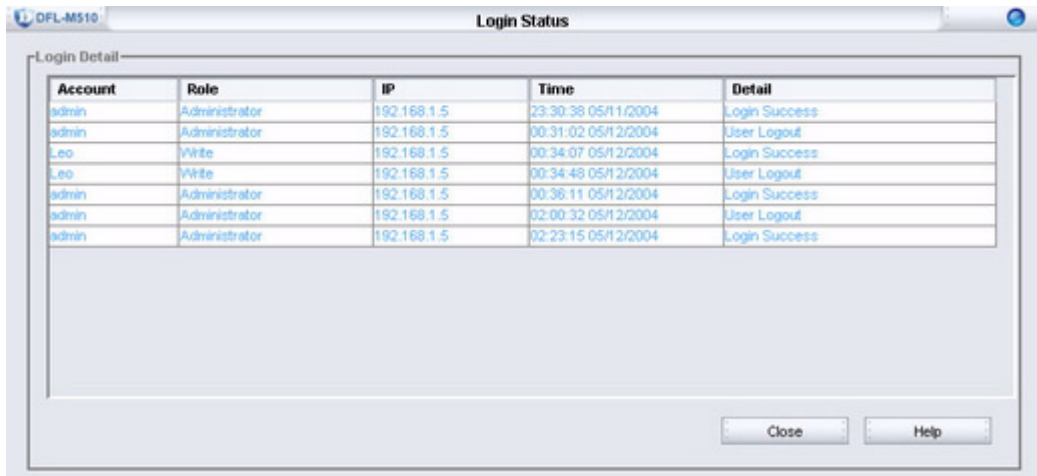 DFL-M510 Login Status
Login Detail
Account Role IP Time Detail
admin Administrator 192.168.1.5 23:30:38 05/11/2004 Login Success
admin Administrator 192.168.1.5 00:31:02 05/12/2004 User Logout
Leo Write 192.168.1.5 00:34:07 05/12/2004 Login Success
Leo Write 192.168.1.5 00:34:48 05/12/2004 User Logout
admin Administrator 192.168.1.5 00:36:11 05/12/2004 Login Success
admin Administrator 192.168.1.5 02:00:32 05/12/2004 User Logout
admin Administrator 192.168.1.5 02:23:15 05/12/2004 Login Success
Close Help